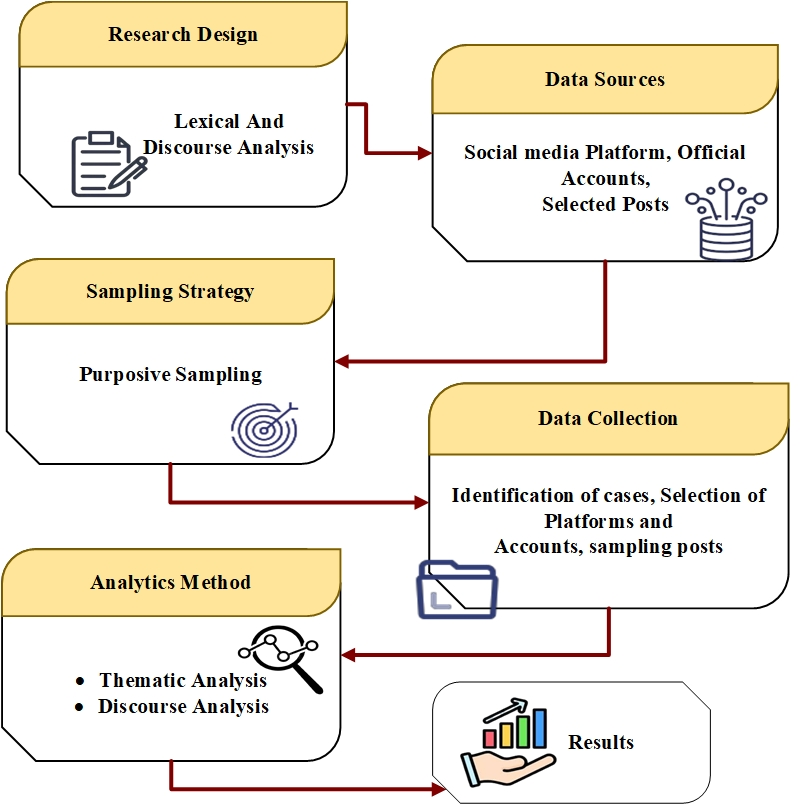 Research Design
Lexical And
Discourse Analysis
Data Sources
Social media Platform, Official
Accounts,
Selected Posts
Sampling Strategy
Purposive Sampling
Data Collection
Identification of cases, Selection of
Platforms and
Accounts, sampling posts
Analytics Method
• Thematic Analysis
• Discourse Analysis
Results